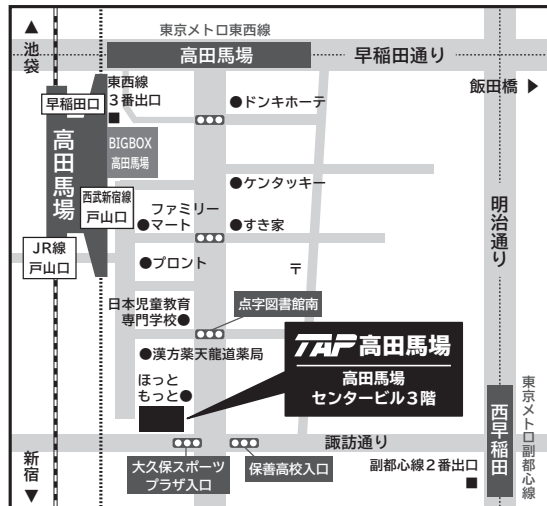 ▲
池袋
東京メトロ東西線
高田馬場
早稲田通り
飯田橋 ▶
早稲田口
東西線
3番出口
■
●ドンキホーテ
高田馬場
BIGBOX
高田馬場
●ケンタッキー
西武新宿線
戸山口
ファミリー
●マート
●すき家
明治通り
JR線
戸山口
●プロント
〒
日本児童教育
専門学校●
点字図書館南
●漢方薬天龍道薬局
TAP高田馬場
高田馬場
センタービル3階
ほっと
もっと●
西早稲田
東京メトロ副都心線
諏訪通り
新宿
▼
大久保スポーツ
プラザ入口
保善高校入口
副都心線2番出口
■